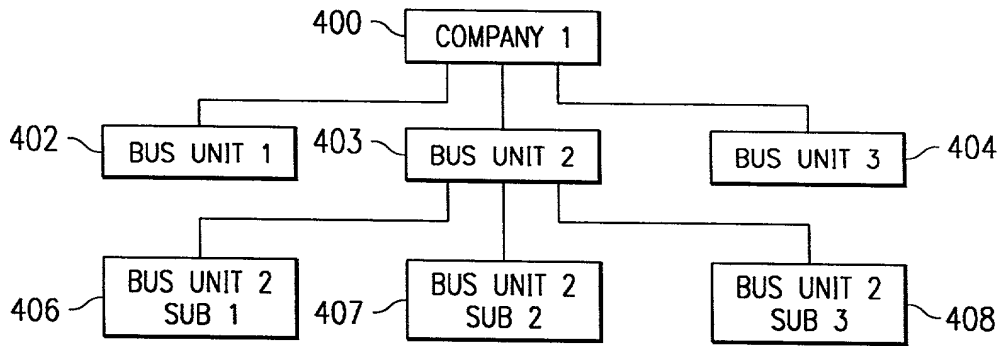 400
COMPANY 1
402
BUS UNIT 1
403
BUS UNIT 2
BUS UNIT 3
404
406
BUS UNIT 2
SUB 1
407
BUS UNIT 2
SUB 2
BUS UNIT 2
SUB 3
408